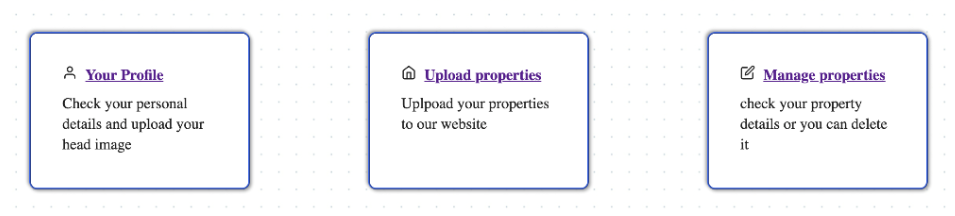 Your Profile
Check your personal
details and upload your
head image
Upload properties
Uplpoad your properties
to our website
Manage properties
check your property
details or you can delete
it